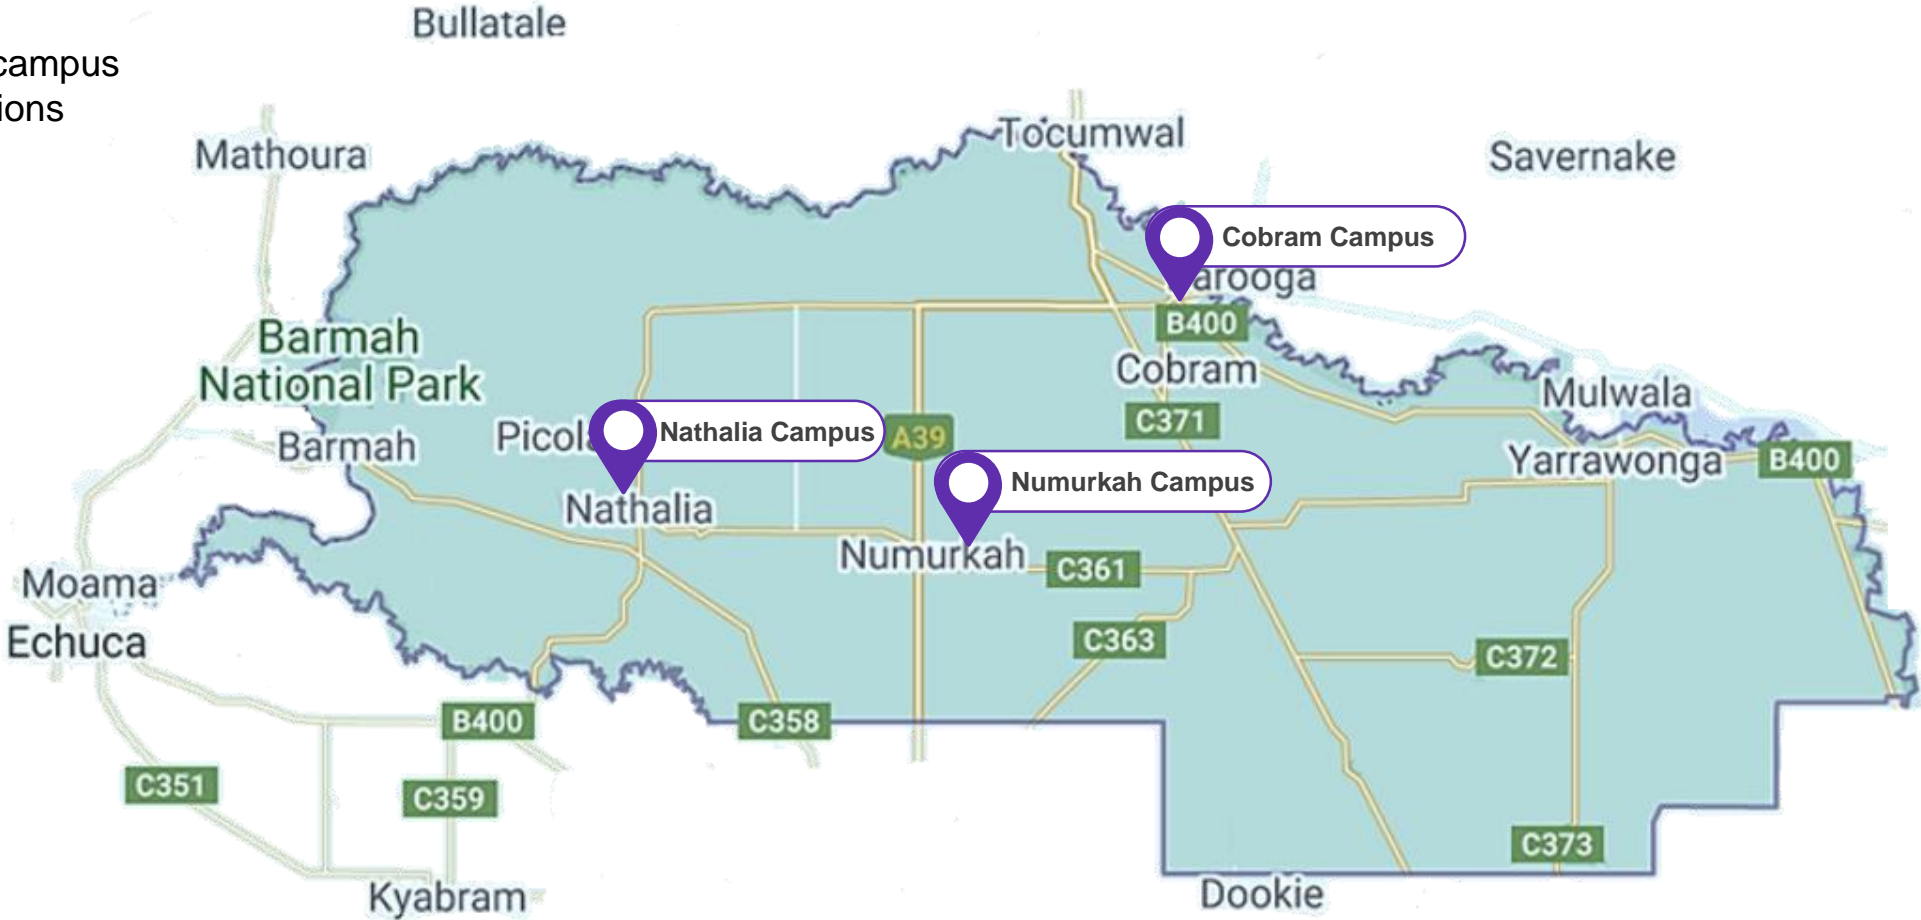 Bullatale
campus
ions
Tocumwal
Mathoura
Savernake
Cobram Campus
arooga
B400
Barmah
National Park
Cobram
Mulwala
C371
Nathalia Campus
A39
Picola
Barmah
Yarrawonga
B400
Numurkah Campus
Nathalia
Numurkah
C361
Moama
Echuca
C363
C372
B400
C358
C351
C359
C373
Kyabram
Dookie